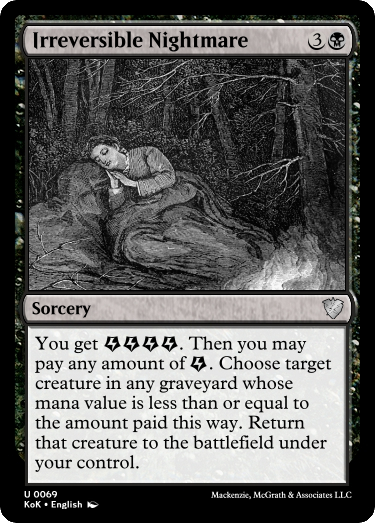 Irreversible Nightmare 3
Sorcery
You get . Then you may
pay any amount of . Choose target
creature in any graveyard whose
mana value is less than or equal to
the amount paid this way. Return
that creature to the battlefield under
your control.
U 0069
KoK • English
Mackenzie, McGrath & Associates LLC